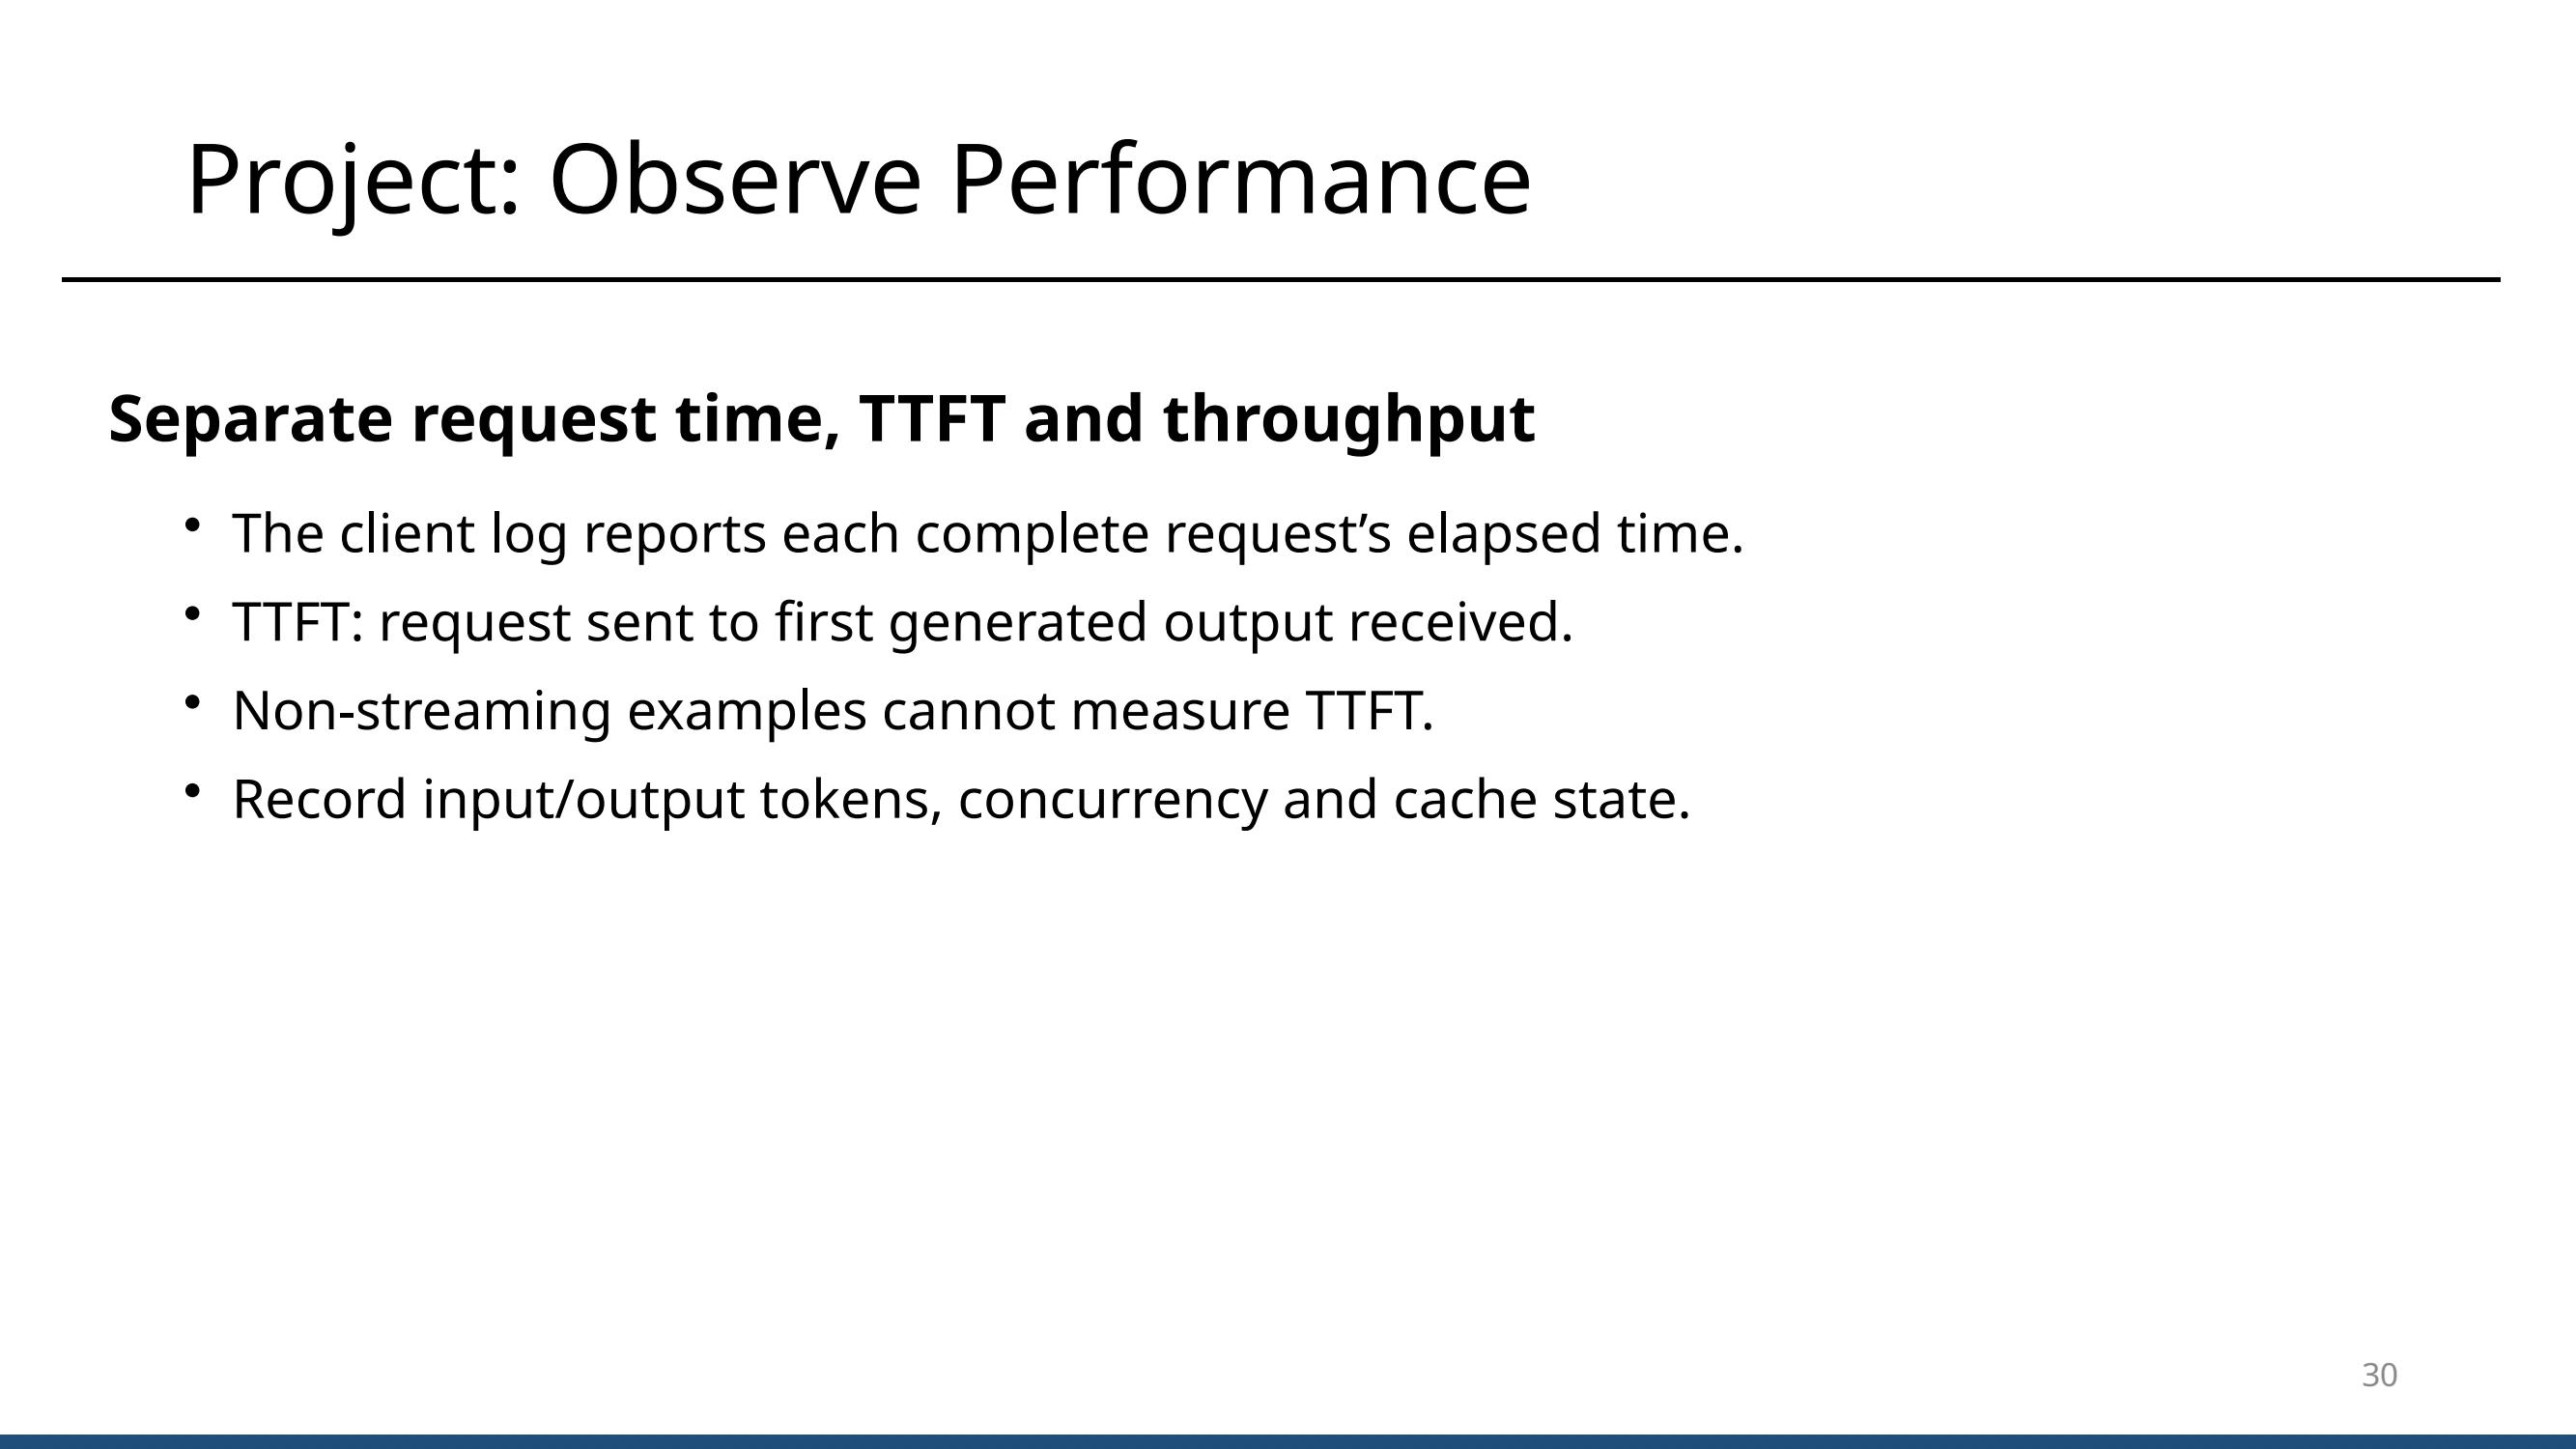 Project: Observe Performance
Separate request time, TTFT and throughput
• The client log reports each complete request’s elapsed time.
• TTFT: request sent to first generated output received.
• Non-streaming examples cannot measure TTFT.
• Record input/output tokens, concurrency and cache state.
30